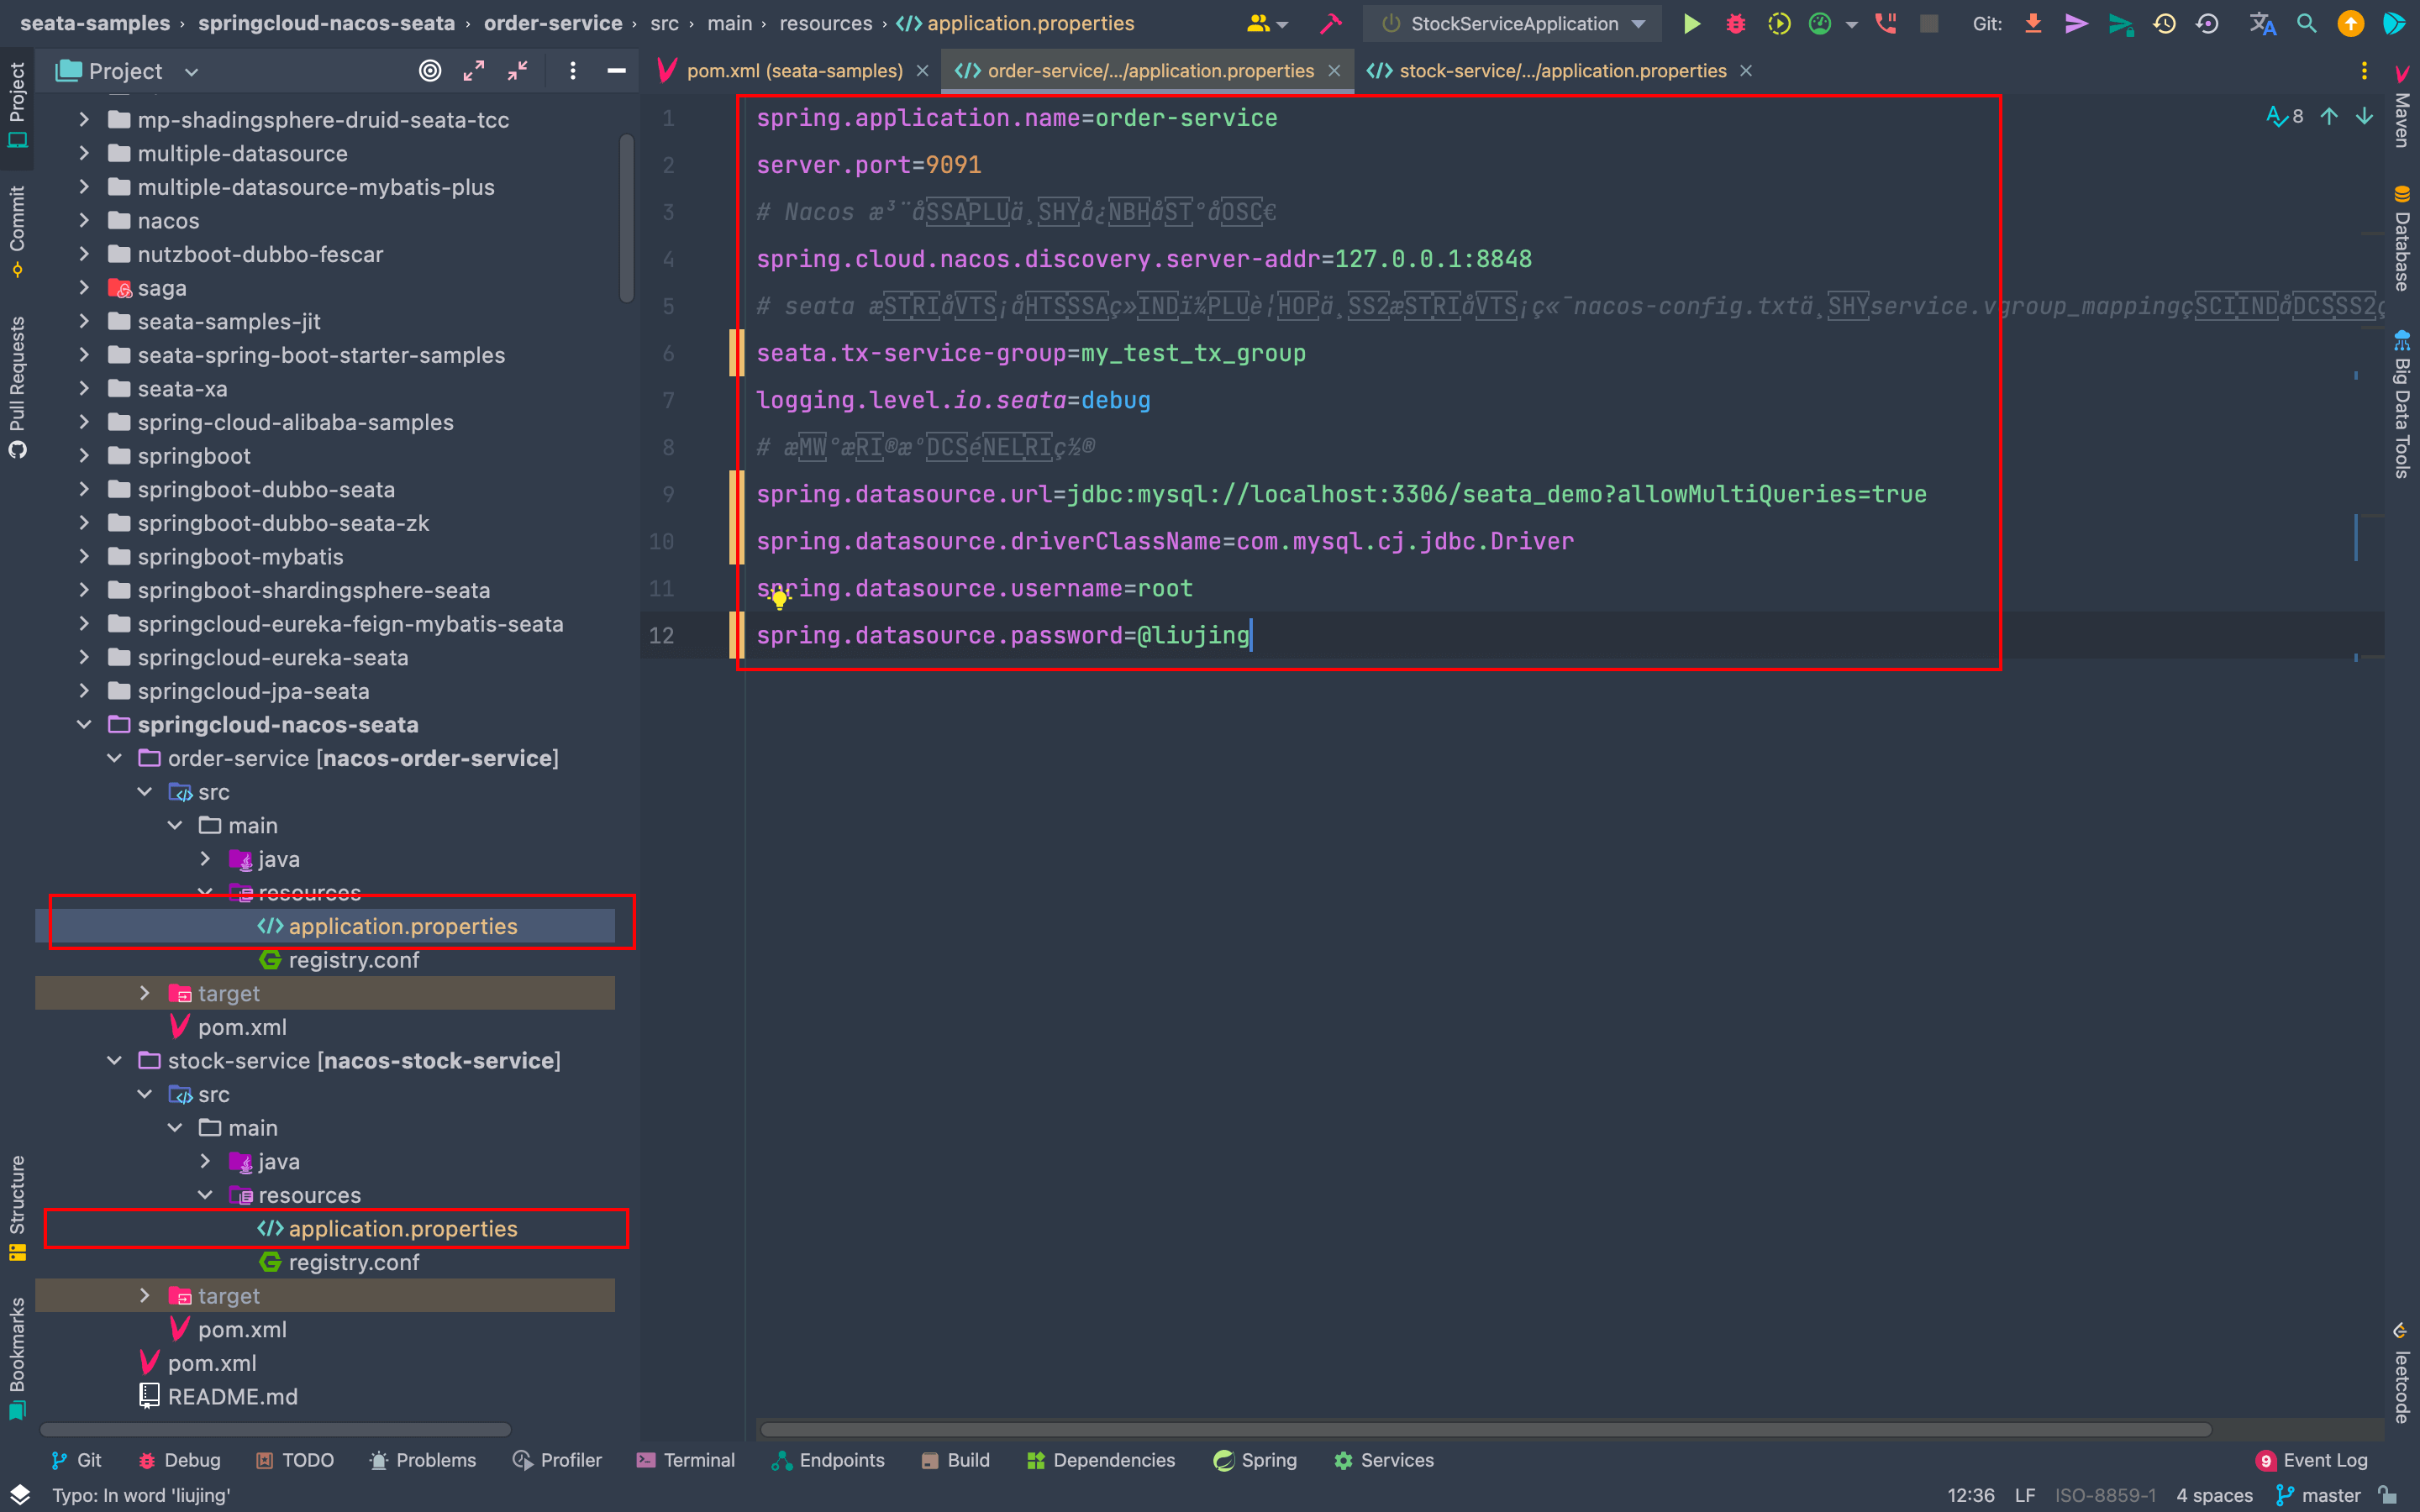 seata-samples › springcloud-nacos-seata › order-service › src › main › resources › application.properties
StockServiceApplication
Git:
Project
pom.xml (seata-samples)
order-service/.../application.properties
stock-service/.../application.properties
mp-shadingsphere-druid-seata-tcc
multiple-datasource
multiple-datasource-mybatis-plus
nacos
nutzboot-dubbo-fescar
saga
seata-samples-jit
seata-spring-boot-starter-samples
seata-xa
spring-cloud-alibaba-samples
springboot
springboot-dubbo-seata
springboot-dubbo-seata-zk
springboot-mybatis
springboot-shardingsphere-seata
springcloud-eureka-feign-mybatis-seata
springcloud-eureka-seata
springcloud-jpa-seata
springcloud-nacos-seata
order-service [nacos-order-service]
src
main
java
resources
application.properties
registry.conf
target
pom.xml
stock-service [nacos-stock-service]
src
main
java
resources
application.properties
registry.conf
target
pom.xml
pom.xml
README.md
1 spring.application.name=order-service
2 server.port=9091
3 # Nacos
4 spring.cloud.nacos.discovery.server-addr=127.0.0.1:8848
5 # seata nacos-config.txt service.vgroup_mapping
6 seata.tx-service-group=my_test_tx_group
7 logging.level.io.seata=debug
8 #
9 spring.datasource.url=jdbc:mysql://localhost:3306/seata_demo?allowMultiQueries=true
10 spring.datasource.driverClassName=com.mysql.cj.jdbc.Driver
11 spring.datasource.username=root
12 spring.datasource.password=@liujing
8
Project
Commit
Pull Requests
Structure
Bookmarks
Maven
Database
Big Data Tools
leetcode
Git
Debug
TODO
Problems
Profiler
Terminal
Endpoints
Build
Dependencies
Spring
Services
9 Event Log
Typo: In word 'liujing'
12:36 LF ISO-8859-1 4 spaces master